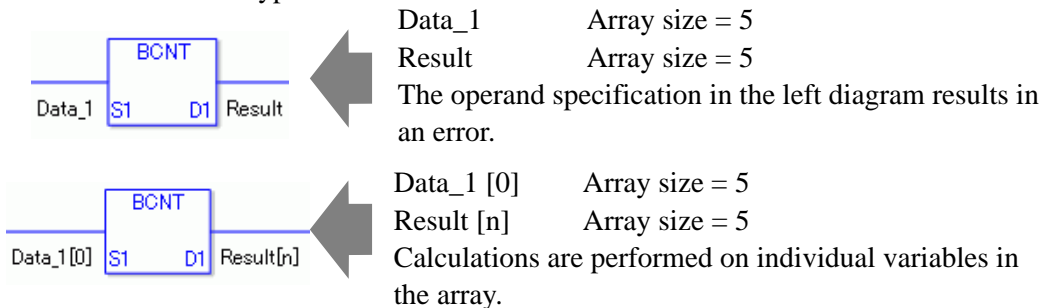 Data_1 Array size = 5
BCNT
Result Array size = 5
Data_1 S1 D1 Result
The operand specification in the left diagram results in
an error.
Data_1 [0] Array size = 5
BCNT
Result [n] Array size = 5
Data_1[0] S1 D1 Result[n]
Calculations are performed on individual variables in
the array.